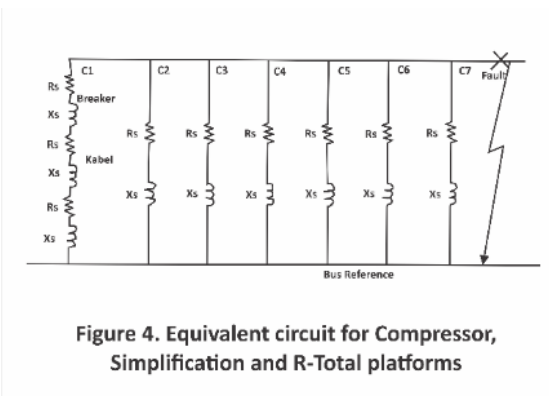 C1 C2 C3 C4 C5 C6 C7 Fault
Rs
Breaker
Xs
Rs Rs Rs Rs Rs Rs Rs
Kabel
Xs
Xs Xs Xs Xs Xs Xs
Rs
Xs
Bus Reference
Figure 4. Equivalent circuit for Compressor,
Simplification and R-Total platforms